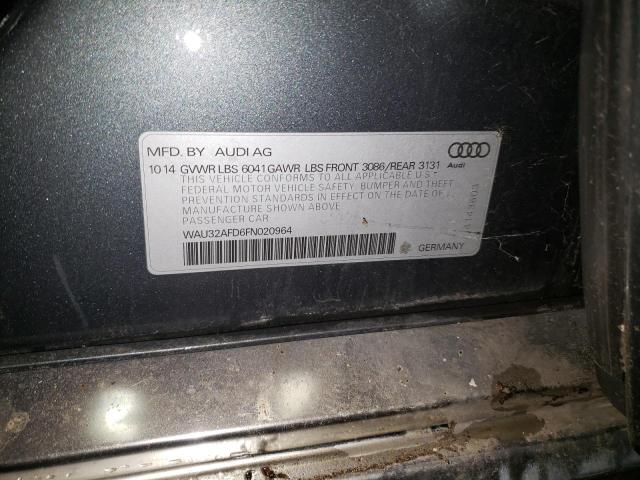 MFD. BY AUDI AG
Audi
10 14 GVWR LBS 6041 GAWR LBS FRONT 3086/REAR 3131
THIS VEHICLE CONFORMS TO ALL APPLICABLE U.S.
FEDERAL MOTOR VEHICLE SAFETY, BUMPER AND THEFT
PREVENTION STANDARDS IN EFFECT ON THE DATE OF
MANUFACTURE SHOWN ABOVE.
PASSENGER CAR
WAU32AFD6FN020964
GERMANY